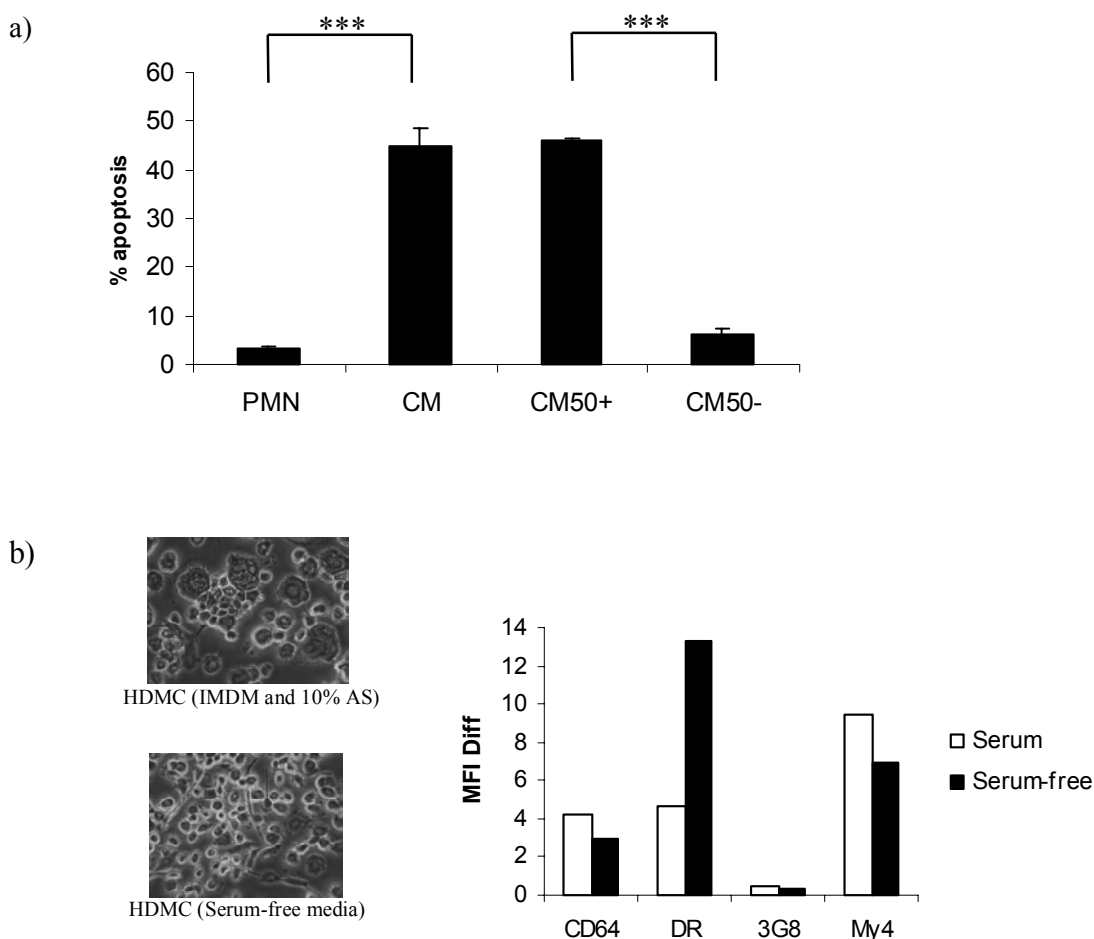 a)
*** ***
60
50
40
30
20
10
0
% apoptosis
PMN CM CM50+ CM50-
b)
HDMC (IMDM and 10% AS)
HDMC (Serum-free media)
14
12
10
8
6
4
2
0
MFI Diff
CD64 DR 3G8 My4
Serum
Serum-free